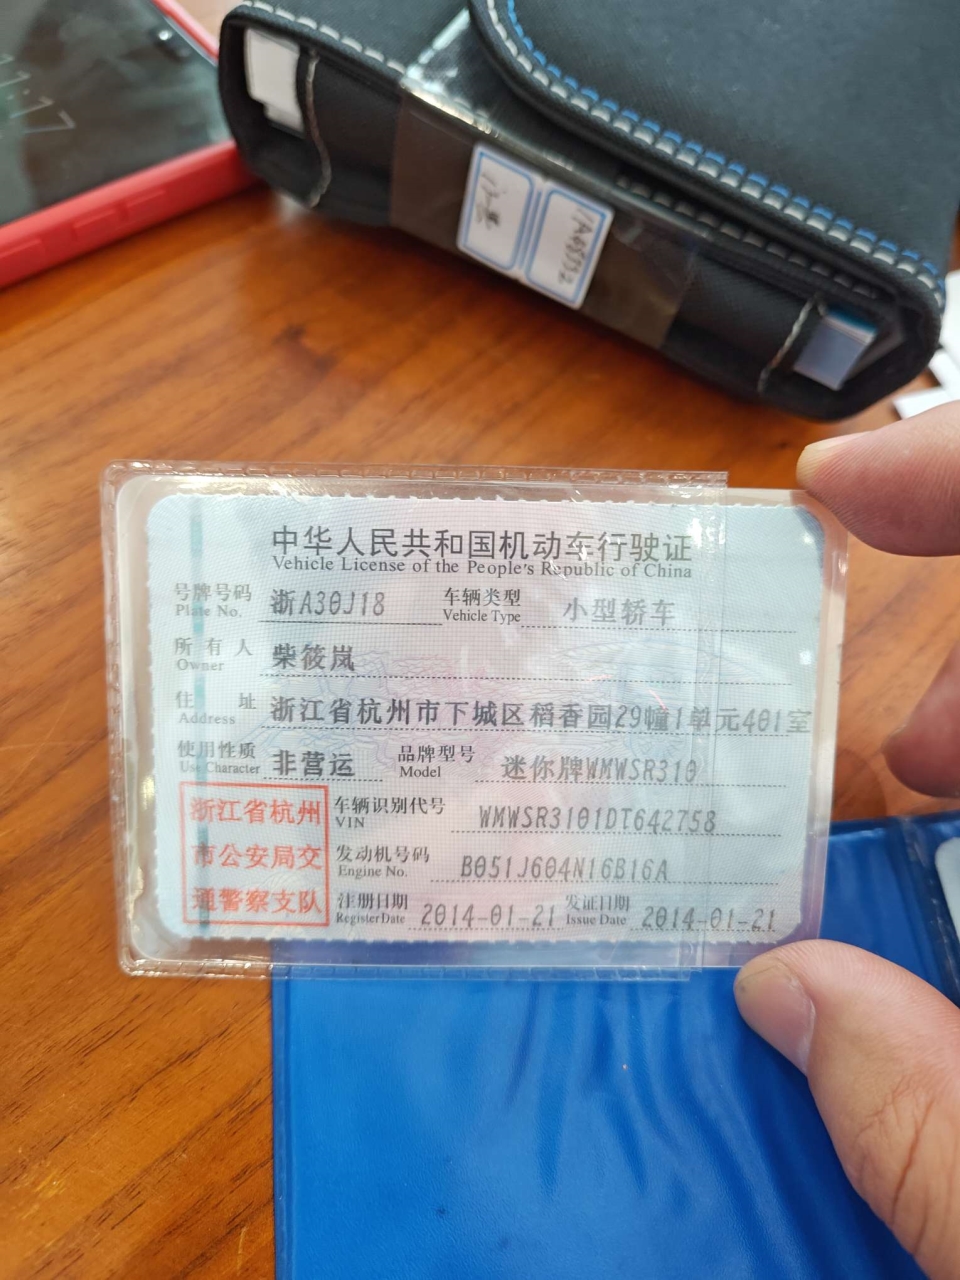 中华人民共和国机动车行驶证
Vehicle License of the People's Republic of China
号牌号码 浙A30J18 车辆类型 小型轿车
Plate No. Vehicle Type
所有人 柴筱岚
Owner
住址 浙江省杭州市下城区稻香园29幢1单元401室
Address
使用性质 非营运 品牌型号 迷你牌WMWSR310
Use Character Model
浙江省杭州
市公安局交
通警察支队
车辆识别代号 WMWSR3101DT642758
VIN
发动机号码 B051J604N16B16A
Engine No.
注册日期 2014-01-21 发证日期 2014-01-21
Register Date Issue Date